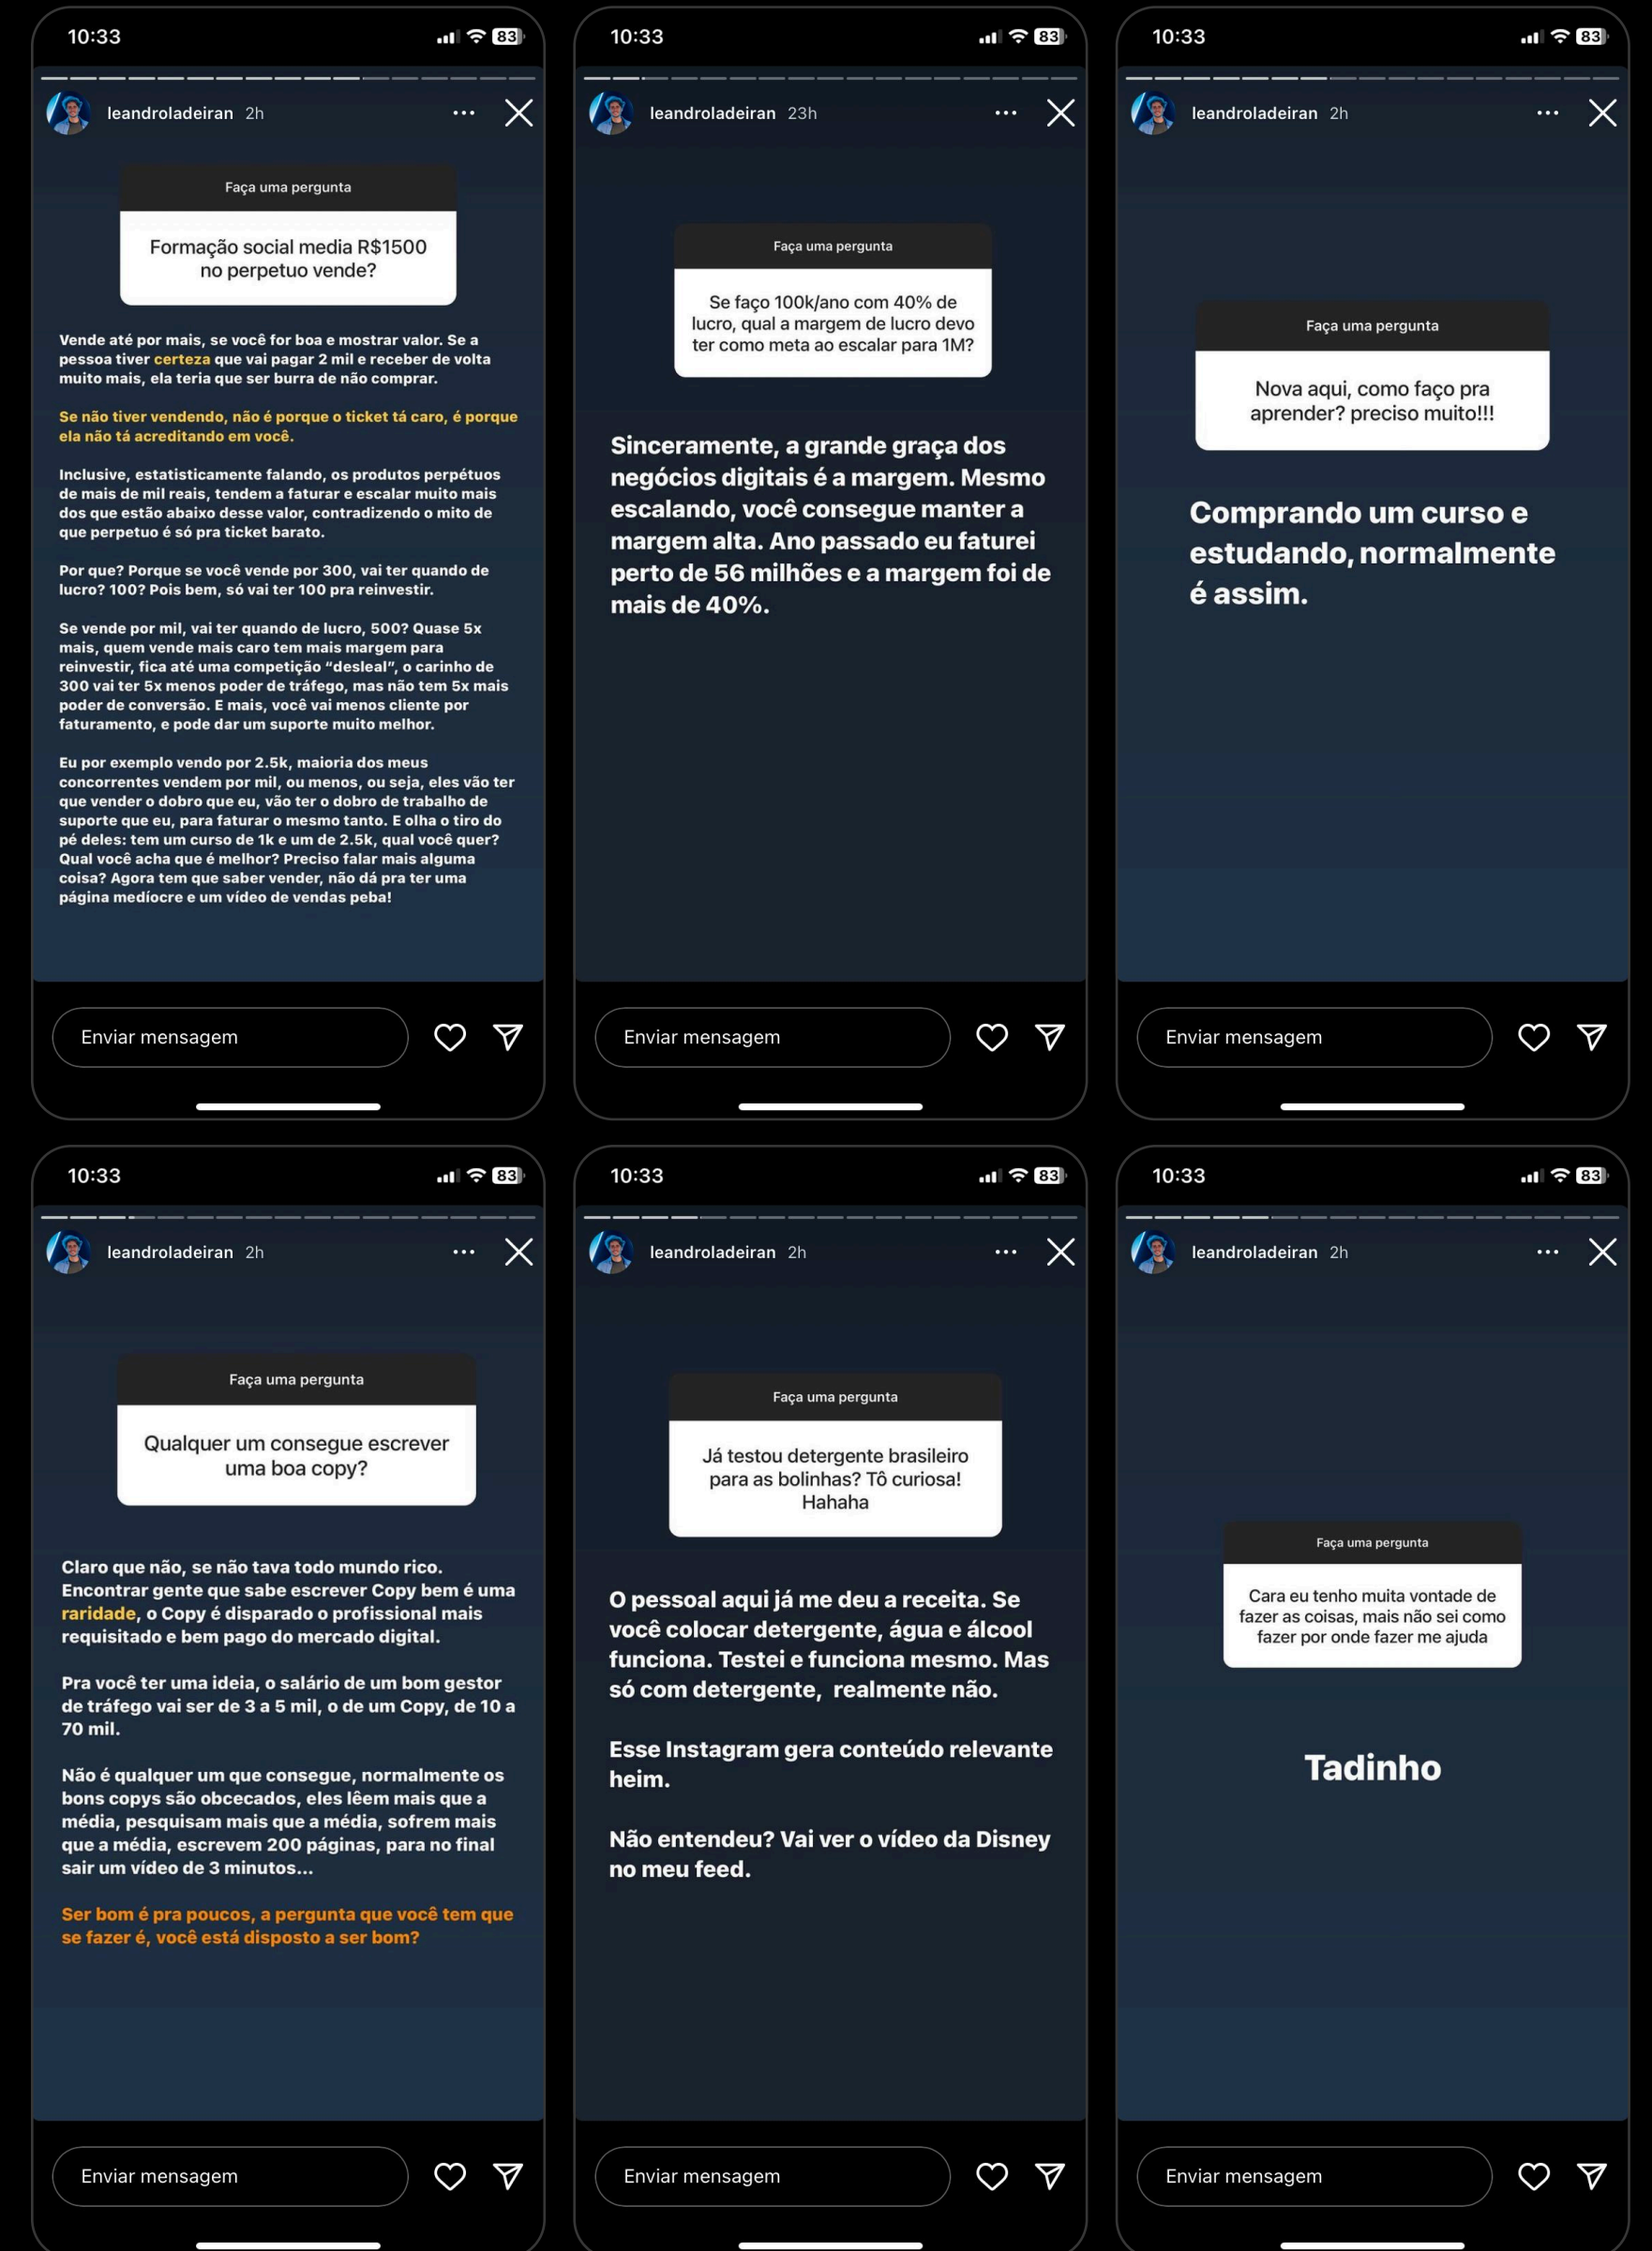 10:33
83
leandroladeiran 2h
Faça uma pergunta
Formação social media R$1500
no perpetuo vende?
Vende até por mais, se você for boa e mostrar valor. Se a
pessoa tiver certeza que vai pagar 2 mil e receber de volta
muito mais, ela teria que ser burra de não comprar.
Se não tiver vendendo, não é porque o ticket tá caro, é porque
ela não tá acreditando em você.
Inclusive, estatisticamente falando, os produtos perpétuos
de mais de mil reais, tendem a faturar e escalar muito mais
dos que estão abaixo desse valor, contradizendo o mito de
que perpetuo é só pra ticket barato.
Por que? Porque se você vende por 300, vai ter quando de
lucro? 100? Pois bem, só vai ter 100 pra reinvestir.
Se vende por mil, vai ter quando de lucro, 500? Quase 5x
mais, quem vende mais caro tem mais margem para
reinvestir, fica até uma competição “desleal”, o carinho de
300 vai ter 5x menos poder de tráfego, mas não tem 5x mais
poder de conversão. E mais, você vai menos cliente por
faturamento, e pode dar um suporte muito melhor.
Eu por exemplo vendo por 2.5k, maioria dos meus
concorrentes vendem por mil, ou menos, ou seja, eles vão ter
que vender o dobro que eu, vão ter o dobro de trabalho de
suporte que eu, para faturar o mesmo tanto. E olha o tiro do
pé deles: tem um curso de 1k e um de 2.5k, qual você quer?
Qual você acha que é melhor? Preciso falar mais alguma
coisa? Agora tem que saber vender, não dá pra ter uma
página medíocre e um vídeo de vendas peba!
Enviar mensagem
10:33
83
leandroladeiran 23h
Faça uma pergunta
Se faço 100k/ano com 40% de
lucro, qual a margem de lucro devo
ter como meta ao escalar para 1M?
Sinceramente, a grande graça dos
negócios digitais é a margem. Mesmo
escalando, você consegue manter a
margem alta. Ano passado eu faturei
perto de 56 milhões e a margem foi de
mais de 40%.
Enviar mensagem
10:33
83
leandroladeiran 2h
Faça uma pergunta
Nova aqui, como faço pra
aprender? preciso muito!!!
Comprando um curso e
estudando, normalmente
é assim.
Enviar mensagem
10:33
83
leandroladeiran 2h
Faça uma pergunta
Qualquer um consegue escrever
uma boa copy?
Claro que não, se não tava todo mundo rico.
Encontrar gente que sabe escrever Copy bem é uma
raridade, o Copy é disparado o profissional mais
requisitado e bem pago do mercado digital.
Pra você ter uma ideia, o salário de um bom gestor
de tráfego vai ser de 3 a 5 mil, o de um Copy, de 10 a
70 mil.
Não é qualquer um que consegue, normalmente os
bons copys são obcecados, eles lêem mais que a
média, pesquisam mais que a média, sofrem mais
que a média, escrevem 200 páginas, para no final
sair um vídeo de 3 minutos...
Ser bom é pra poucos, a pergunta que você tem que
se fazer é, você está disposto a ser bom?
Enviar mensagem
10:33
83
leandroladeiran 2h
Faça uma pergunta
Já testou detergente brasileiro
para as bolinhas? Tô curiosa!
Hahaha
O pessoal aqui já me deu a receita. Se
você colocar detergente, água e álcool
funciona. Testei e funciona mesmo. Mas
só com detergente, realmente não.
Esse Instagram gera conteúdo relevante
heim.
Não entendeu? Vai ver o vídeo da Disney
no meu feed.
Enviar mensagem
10:33
83
leandroladeiran 2h
Faça uma pergunta
Cara eu tenho muita vontade de
fazer as coisas, mais não sei como
fazer por onde fazer me ajuda
Tadinho
Enviar mensagem